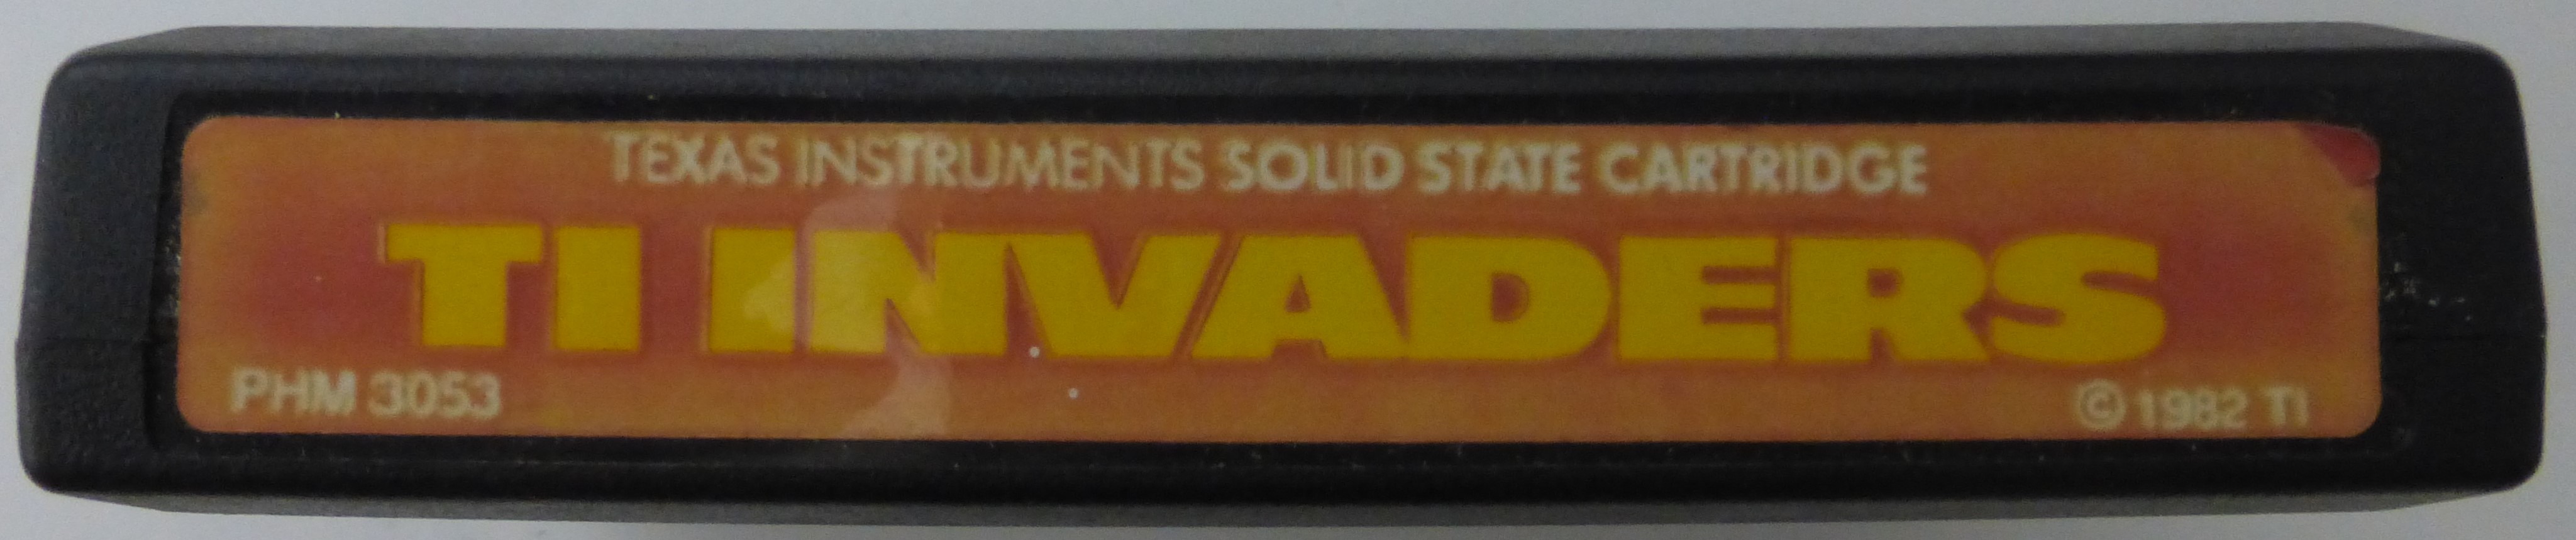 TEXAS INSTRUMENTS SOLID STATE CARTRIDGE
TI INVADERS
PHM 3053
© 1982 TI